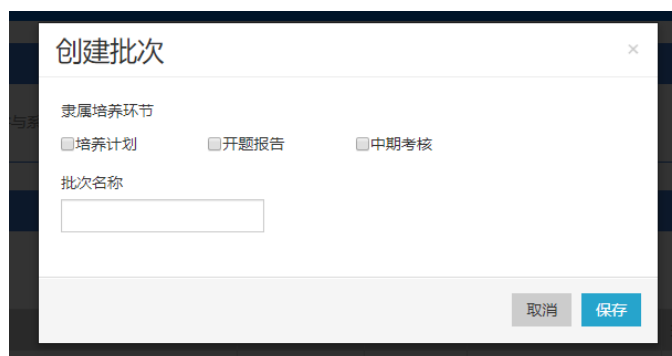 创建批次
×
隶属培养环节
培养计划 开题报告 中期考核
批次名称
取消 保存